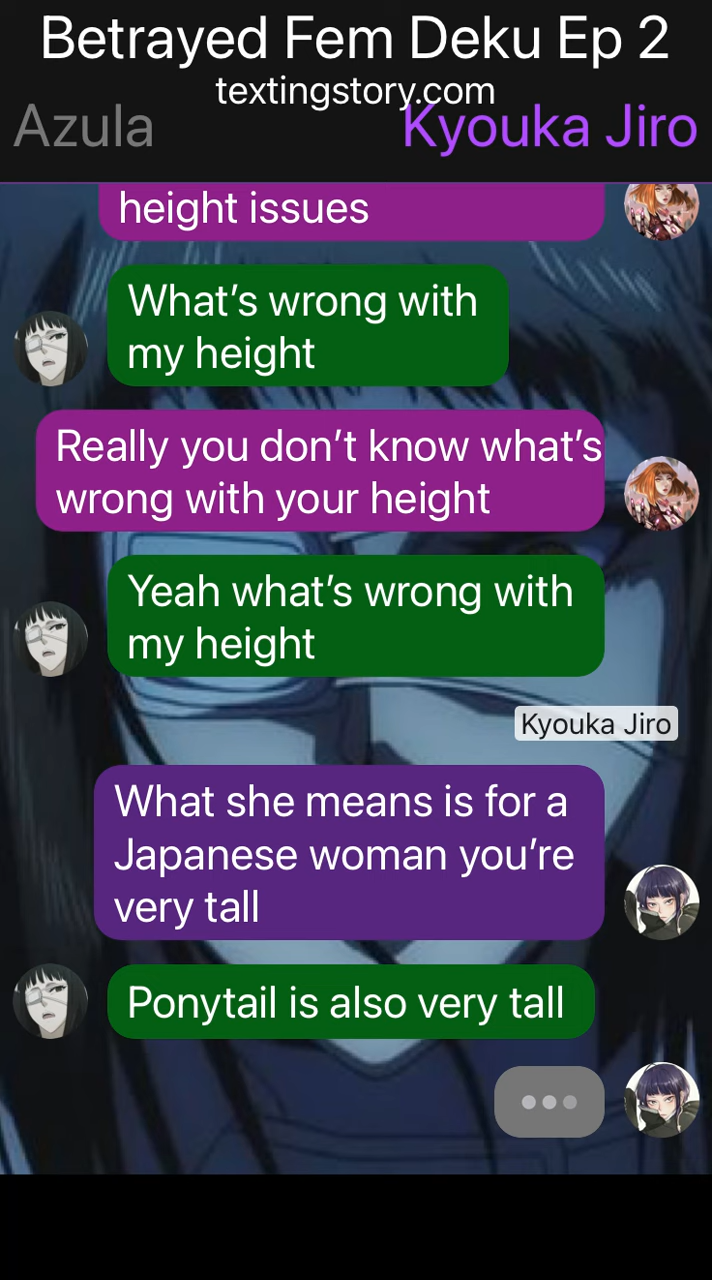 Betrayed Fem Deku Ep 2
textingstory.com
Azula
Kyouka Jiro
height issues
What's wrong with
my height
Really you don't know what's
wrong with your height
Yeah what's wrong with
my height
Kyouka Jiro
What she means is for a
Japanese woman you're
very tall
Ponytail is also very tall